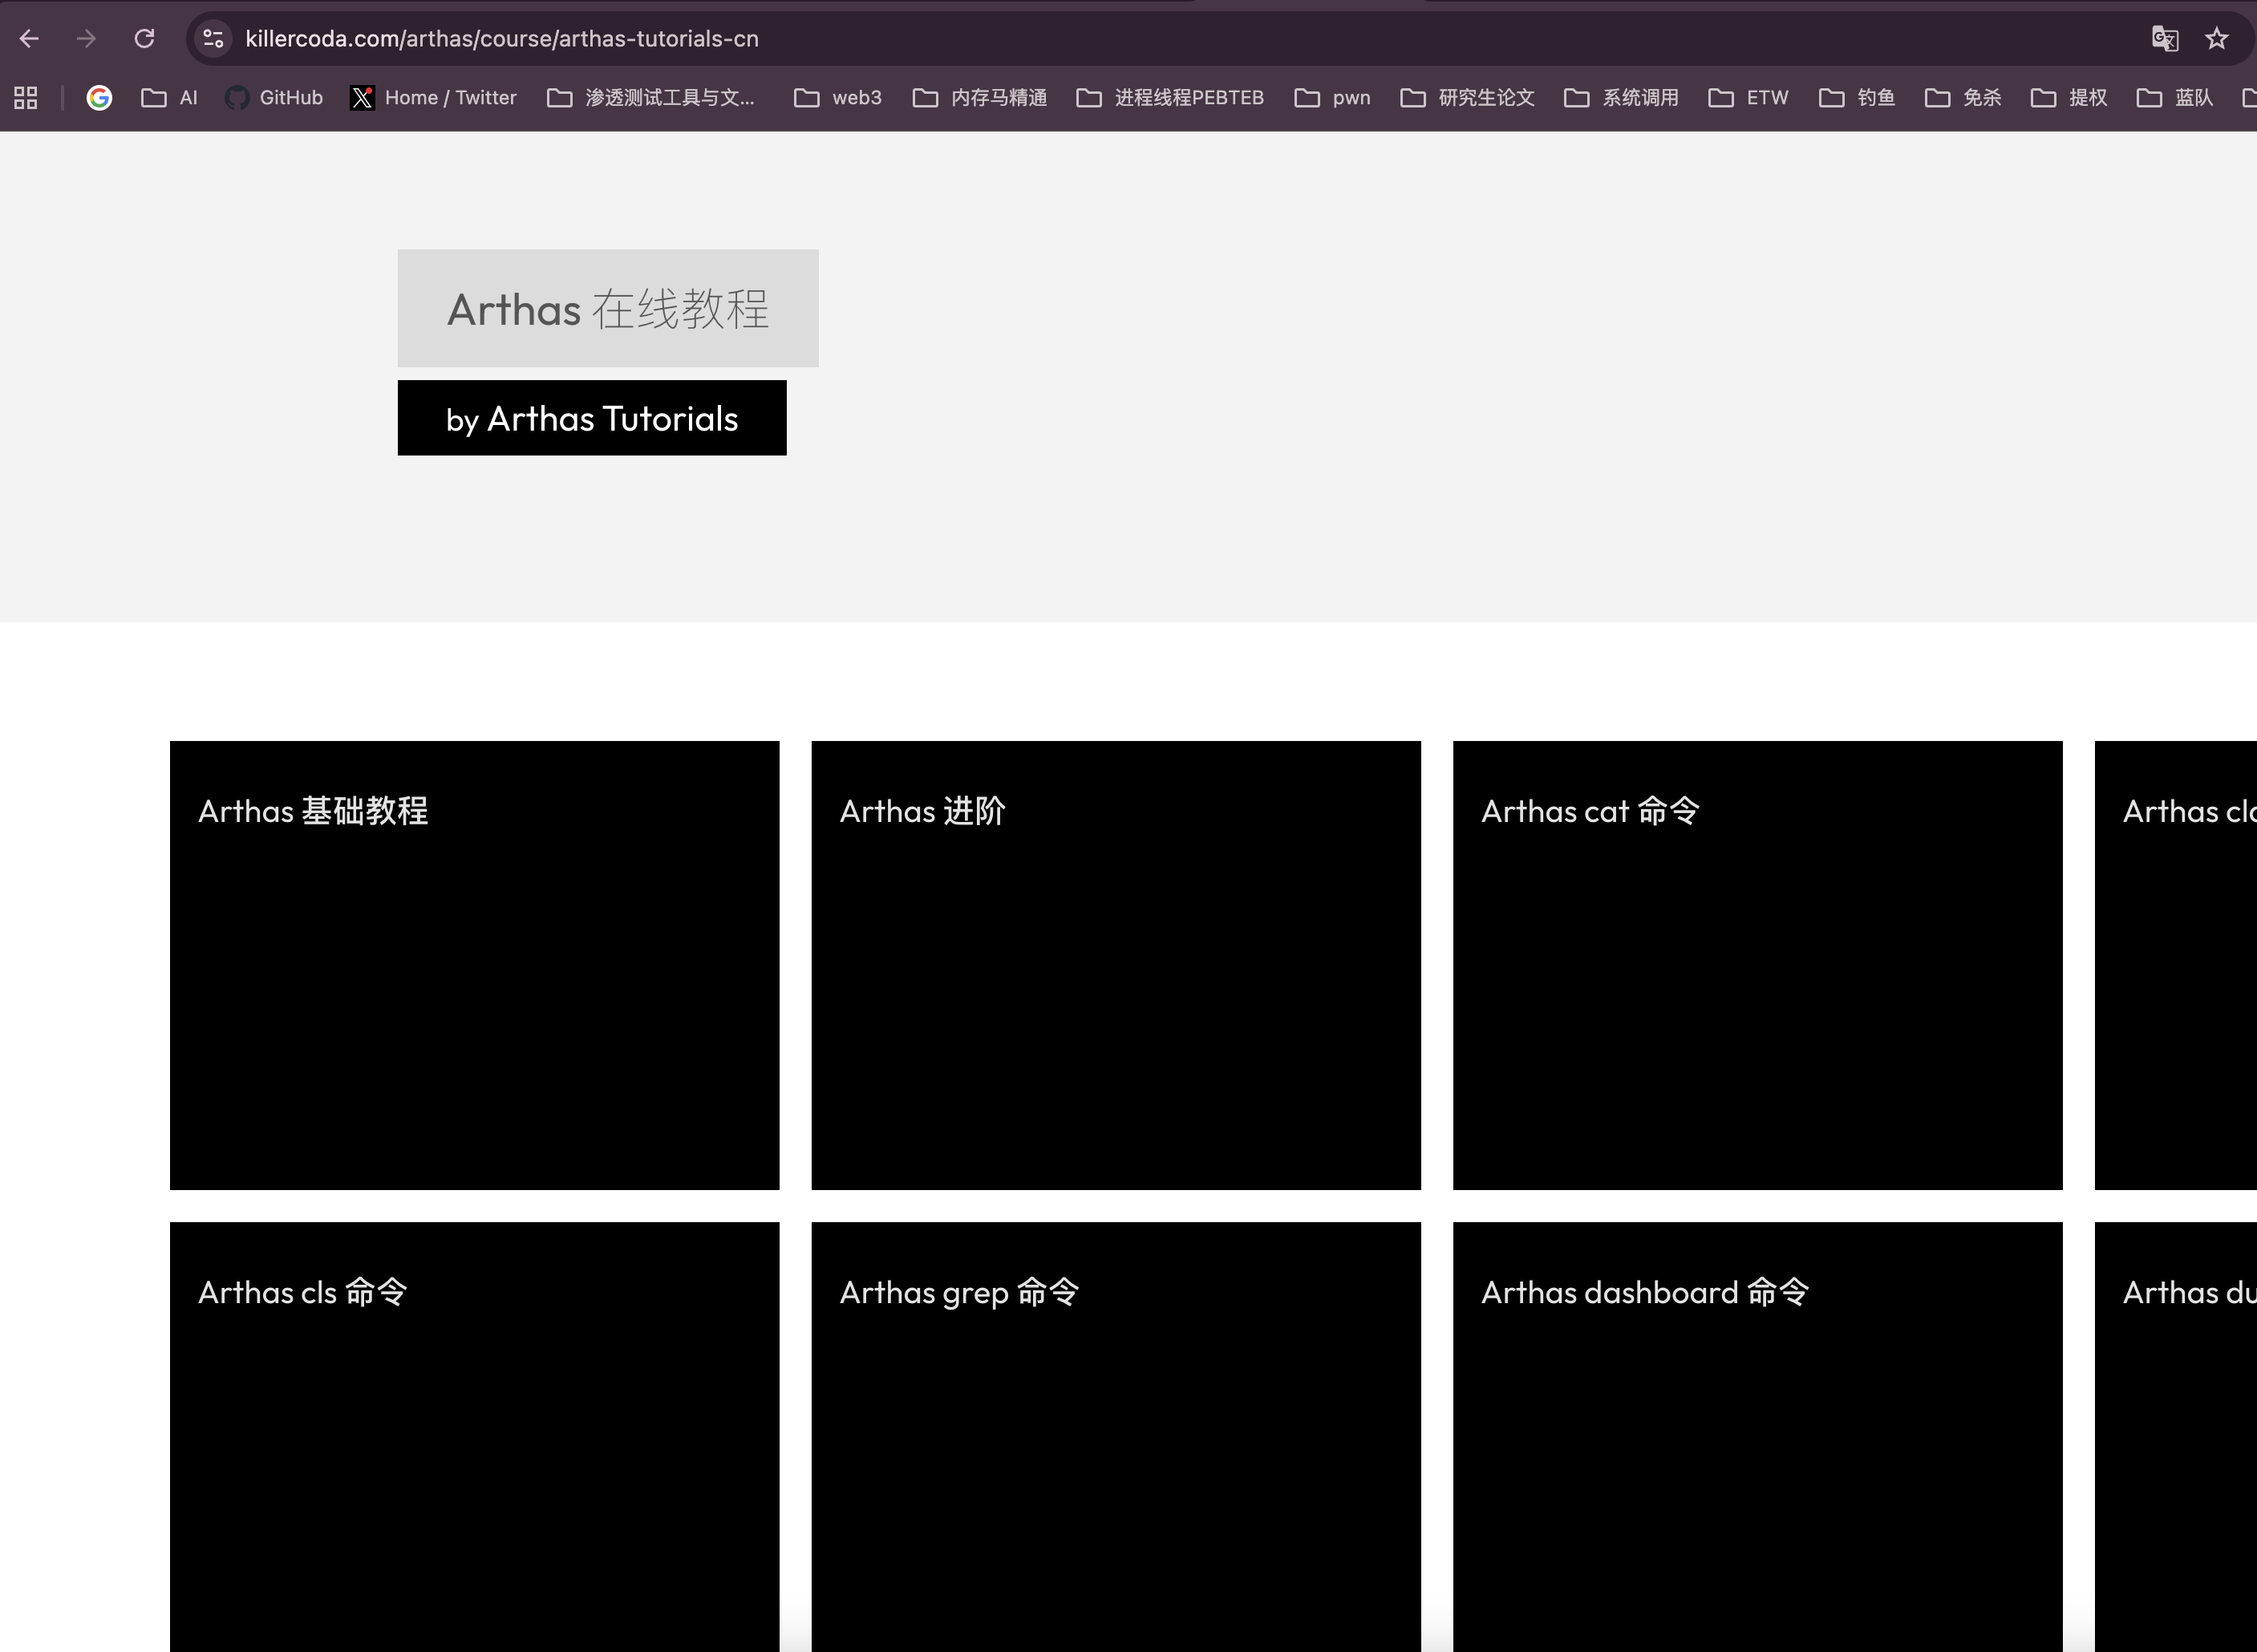 killercoda.com/arthas/course/arthas-tutorials-cn
AI GitHub Home / Twitter 渗透测试工具与文... web3 内存马精通 进程线程PEBTEB pwn 研究生论文 系统调用 ETW 钓鱼 免杀 提权 蓝队
Arthas 在线教程
by Arthas Tutorials
Arthas 基础教程
Arthas 进阶
Arthas cat 命令
Arthas
Arthas cls 命令
Arthas grep 命令
Arthas dashboard 命令
Arthas